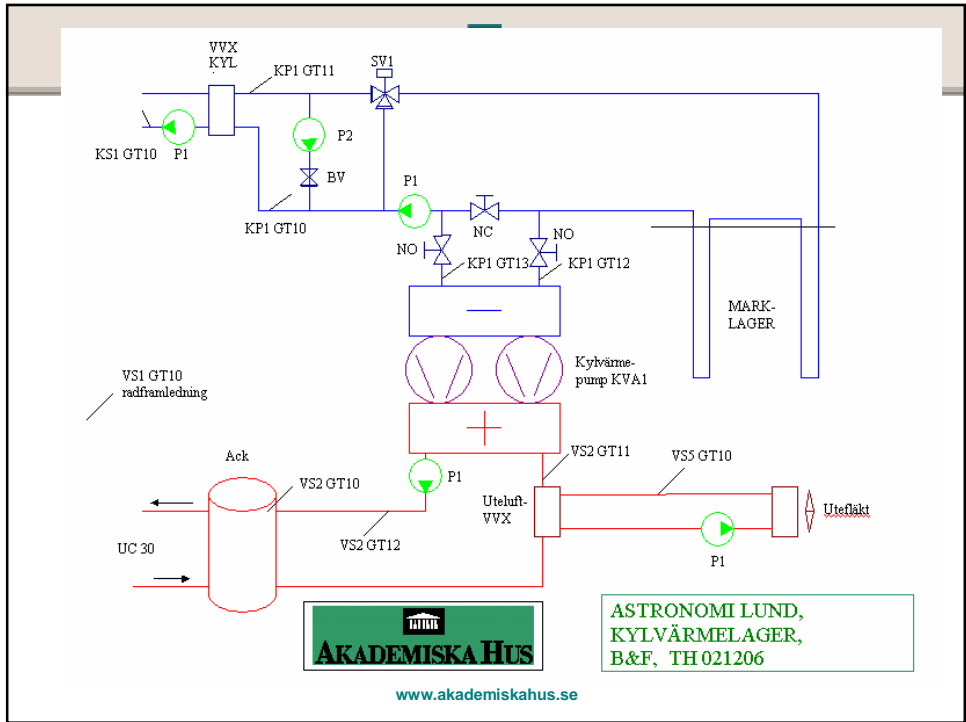 VVX
KYL
KP1 GT11
SV1
P2
KS1 GT10
P1
BV
P1
KP1 GT10
NC
NO
NO
KP1 GT13
KP1 GT12
MARK-
LAGER
Kylvärme-
pump KVA1
VS1 GT10
radframledning
Ack
VS2 GT11
VS5 GT10
VS2 GT10
P1
Uteluft-
VVX
Utefläkt
VS2 GT12
UC 30
P1
ASTRONOMI LUND,
KYLVÄRMELAGER,
B&F, TH 021206
AKADEMISKA HUS
www.akademiskahus.se